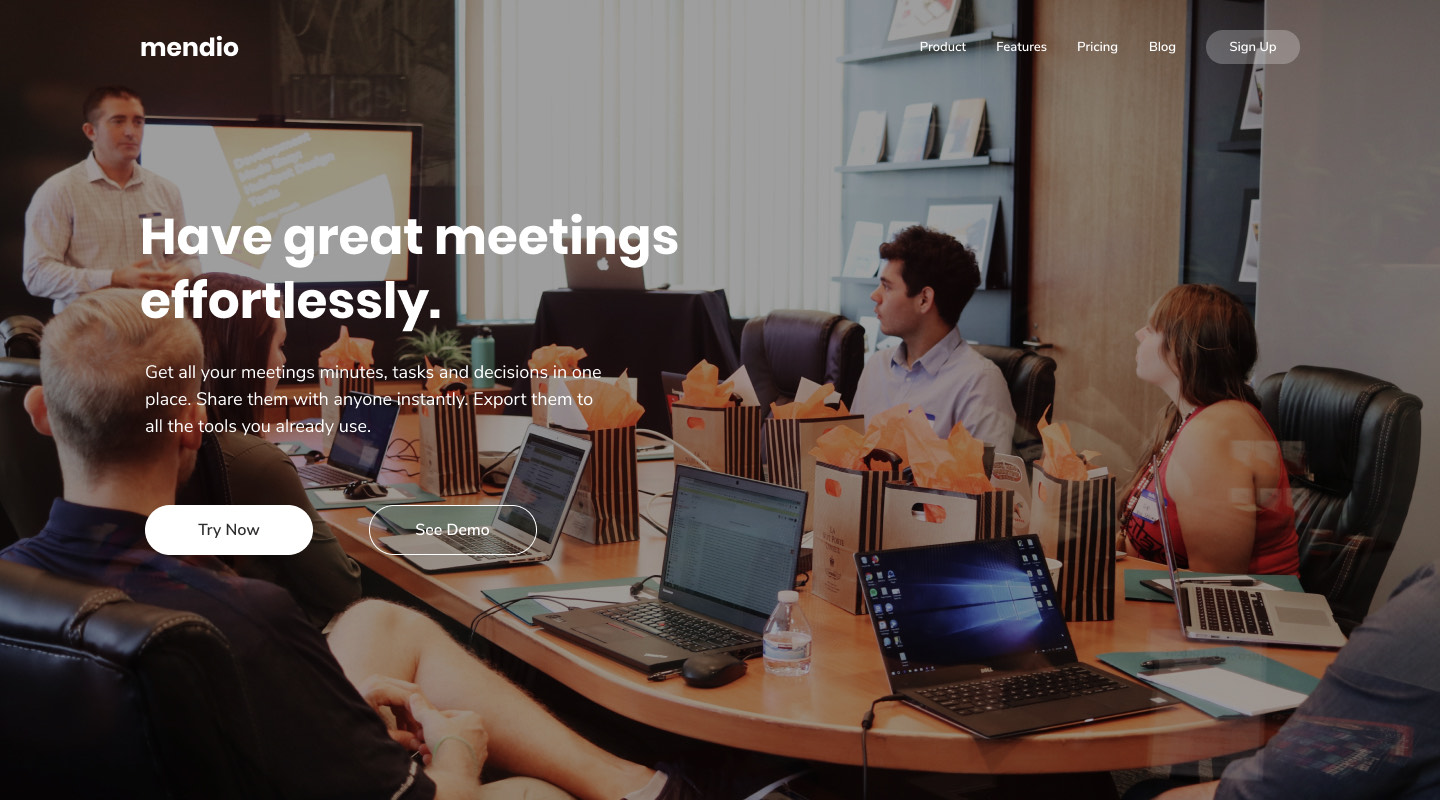 mendio
Product
Features
Pricing
Blog
Sign Up
Development
Have great meetings
effortlessly.
Get all your meetings minutes, tasks and decisions in one
place. Share them with anyone instantly. Export them to
all the tools you already use.
Try Now
See Demo
DELL